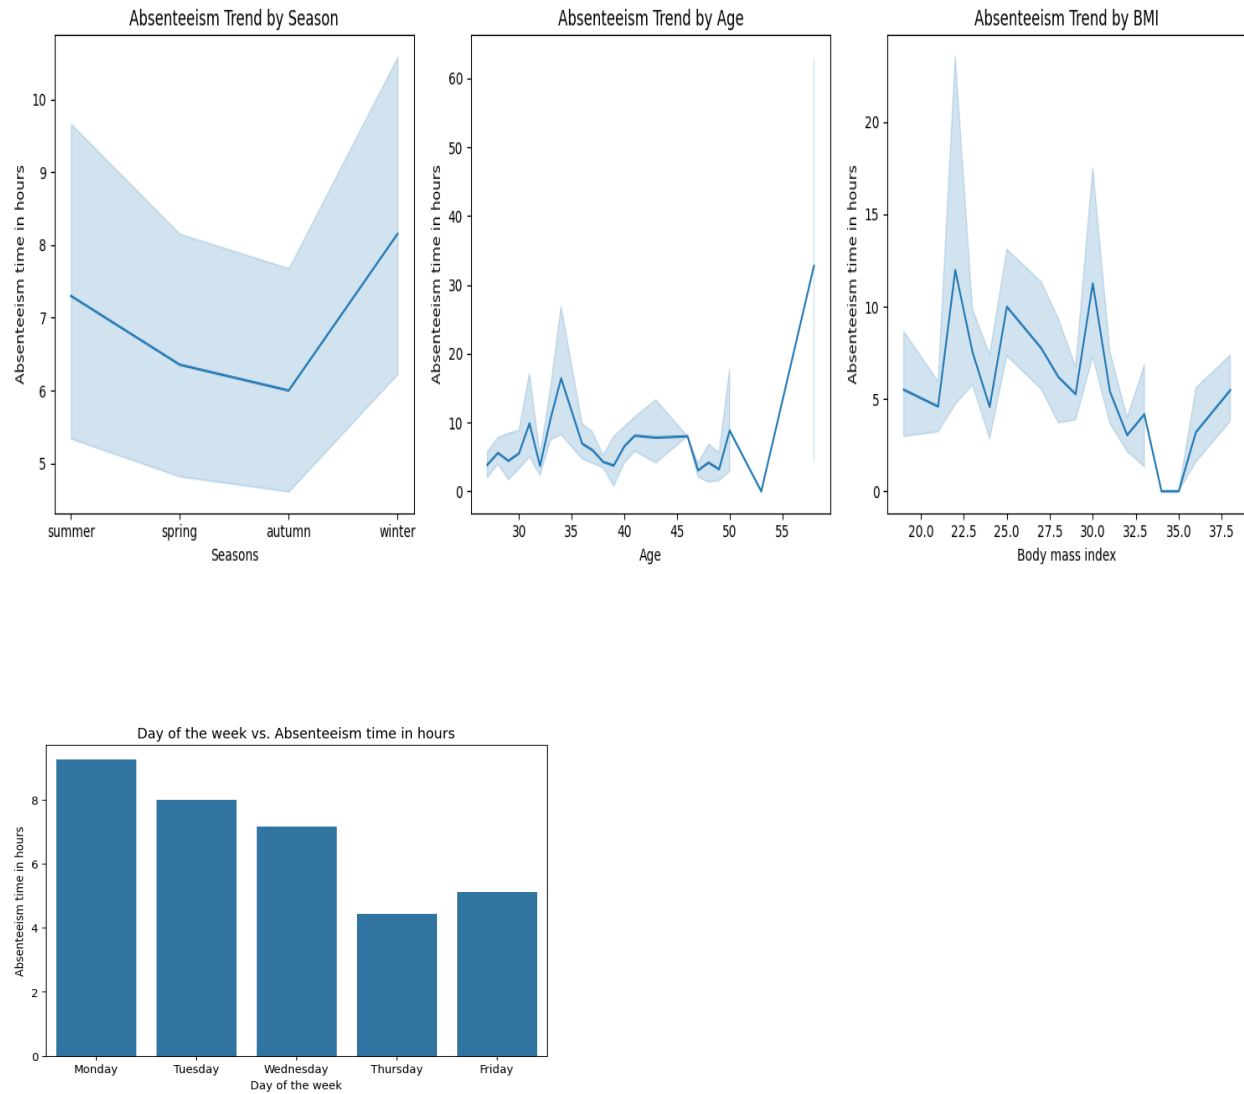 Absenteeism Trend by Season
Absenteeism time in hours
10
9
8
7
6
5
summer spring autumn winter
Seasons
Absenteeism Trend by Age
Absenteeism time in hours
60
50
40
30
20
10
0
30 35 40 45 50 55
Age
Absenteeism Trend by BMI
Absenteeism time in hours
20
15
10
5
0
20.0 22.5 25.0 27.5 30.0 32.5 35.0 37.5
Body mass index
Day of the week vs. Absenteeism time in hours
Absenteeism time in hours
8
6
4
2
0
Monday Tuesday Wednesday Thursday Friday
Day of the week